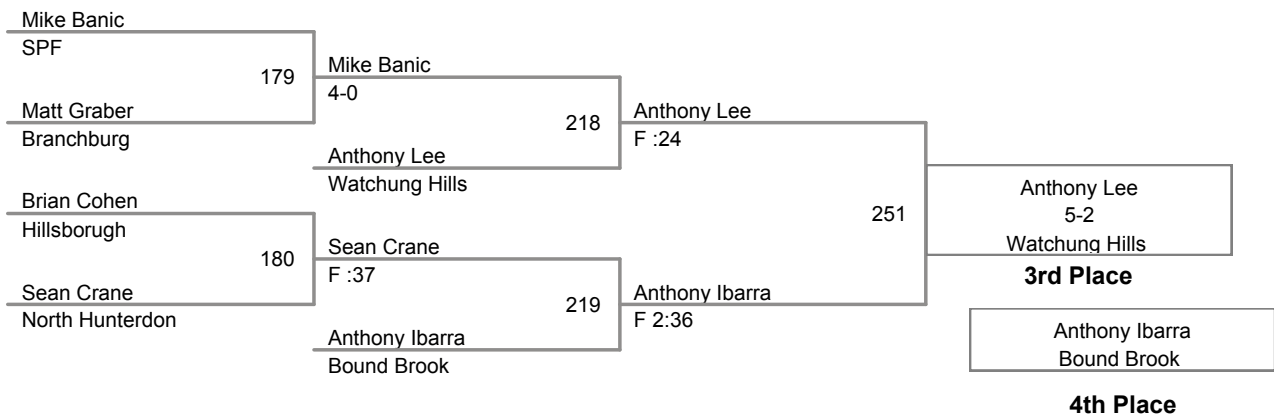 Mike Banic
SPF
179
Matt Graber
Branchburg
Brian Cohen
Hillsborugh
180
Sean Crane
North Hunterdon
Mike Banic
4-0
218
Anthony Lee
Watchung Hills
Sean Crane
F :37
219
Anthony Ibarra
Bound Brook
Anthony Lee
F :24
251
Anthony Ibarra
F 2:36
Anthony Lee
5-2
Watchung Hills
3rd Place
Anthony Ibarra
Bound Brook
4th Place